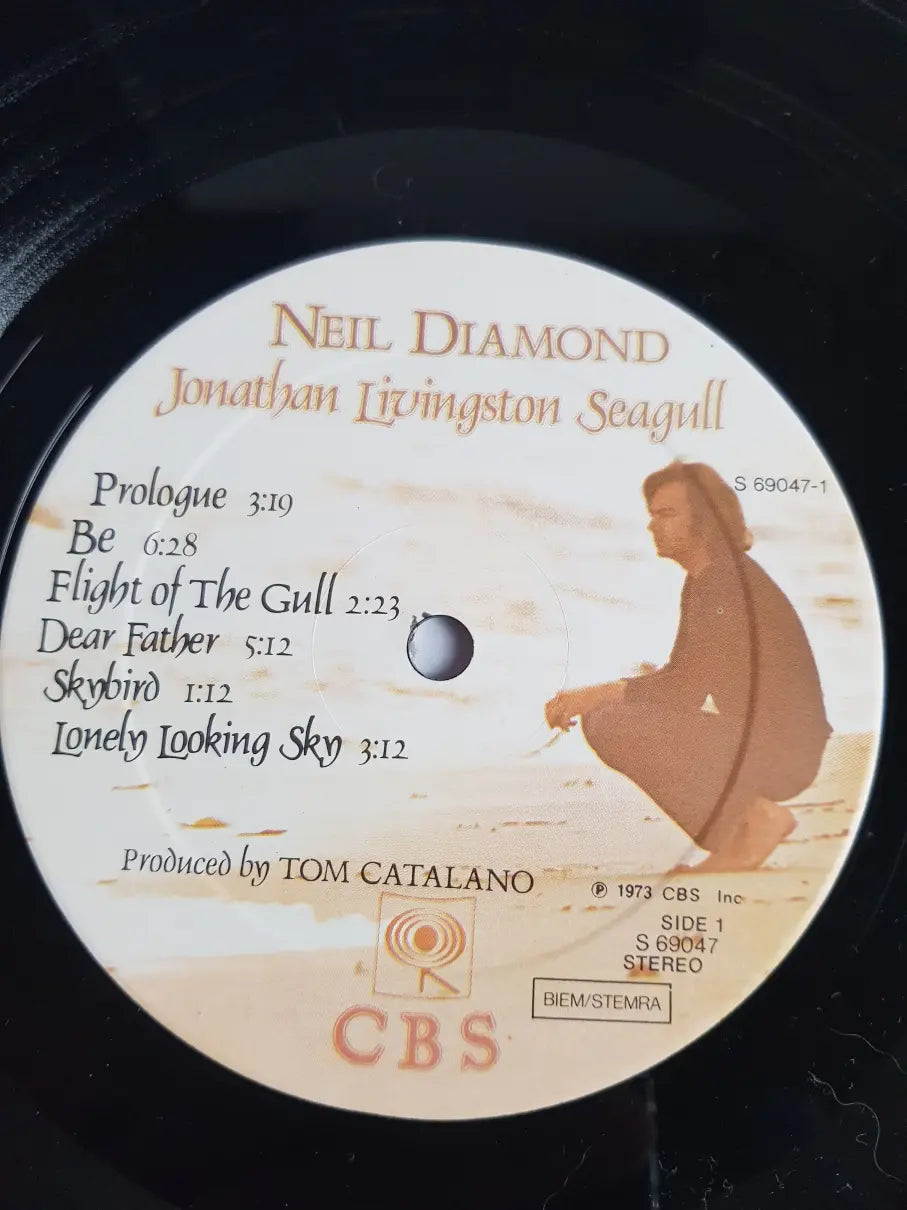 NEIL DIAMOND
Jonathan Livingston Seagull
S 69047-1
Prologue 3:19
Be 6:28
Flight of The Gull 2:23
Dear Father 5:12
Skybird 1:12
Lonely Looking Sky 3:12
Produced by TOM CATALANO
℗ 1973 CBS Inc
SIDE 1
S 69047
STEREO
BIEM/STEMRA
CBS